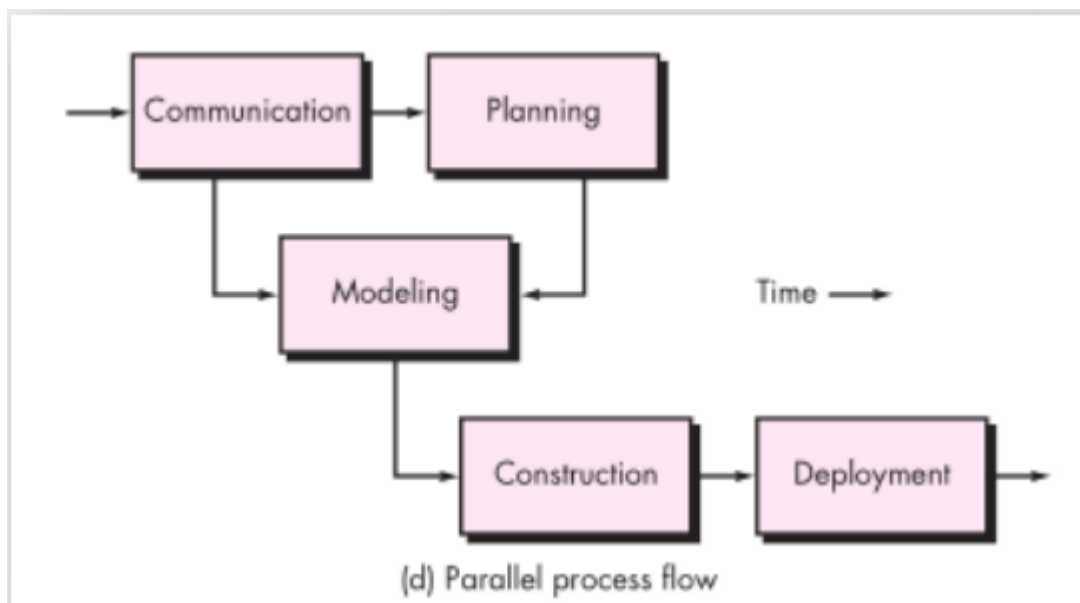 Communication
Planning
Modeling
Time
Construction
Deployment
(d) Parallel process flow